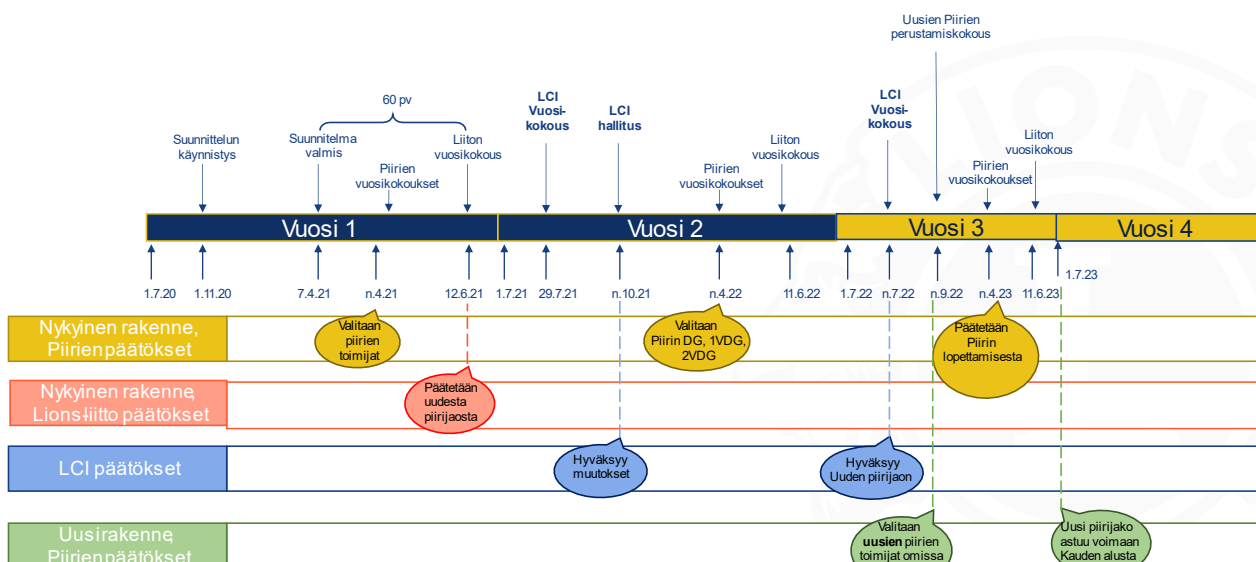 Uusien Piirien
perustamiskokous
60 pv
LCI
Vuosi-
kokous
LCI
hallitus
LCI
Vuosi-
kokous
Suunnittelun
käynnistys
Suunnitelma
valmis
Liiton
vuosikokous
Piirien
vuosikokoukset
Piirien
vuosikokoukset
Liiton
vuosikokous
Piirien
vuosikokoukset
Liiton
vuosikokous
Vuosi 1
Vuosi 2
Vuosi 3
Vuosi 4
1.7.20
1.11.20
7.4.21
n.4.21
12.6.21
1.7.21
29.7.21
n.10.21
n.4.22
11.6.22
1.7.22
n.7.22
n.9.22
n.4.23
11.6.23
1.7.23
Nykyinen rakenne,
Piirien päätökset
Valitaan
piirien
toimijat
Valitaan
Piirin DG, 1VDG,
2VDG
Päätetään
Piirin
lopettamisesta
Nykyinen rakenne,
Lions-liitto päätökset
Päätetään
uudesta
piirijaosta
LCI päätökset
Hyväksyy
muutokset
Hyväksyy
Uuden piirijaon
Uusi rakenne,
Piirien päätökset
Valitaan
uusien piirien
toimijat omissa
Uusi piirijako
astuu voimaan
Kauden alusta
LIONS